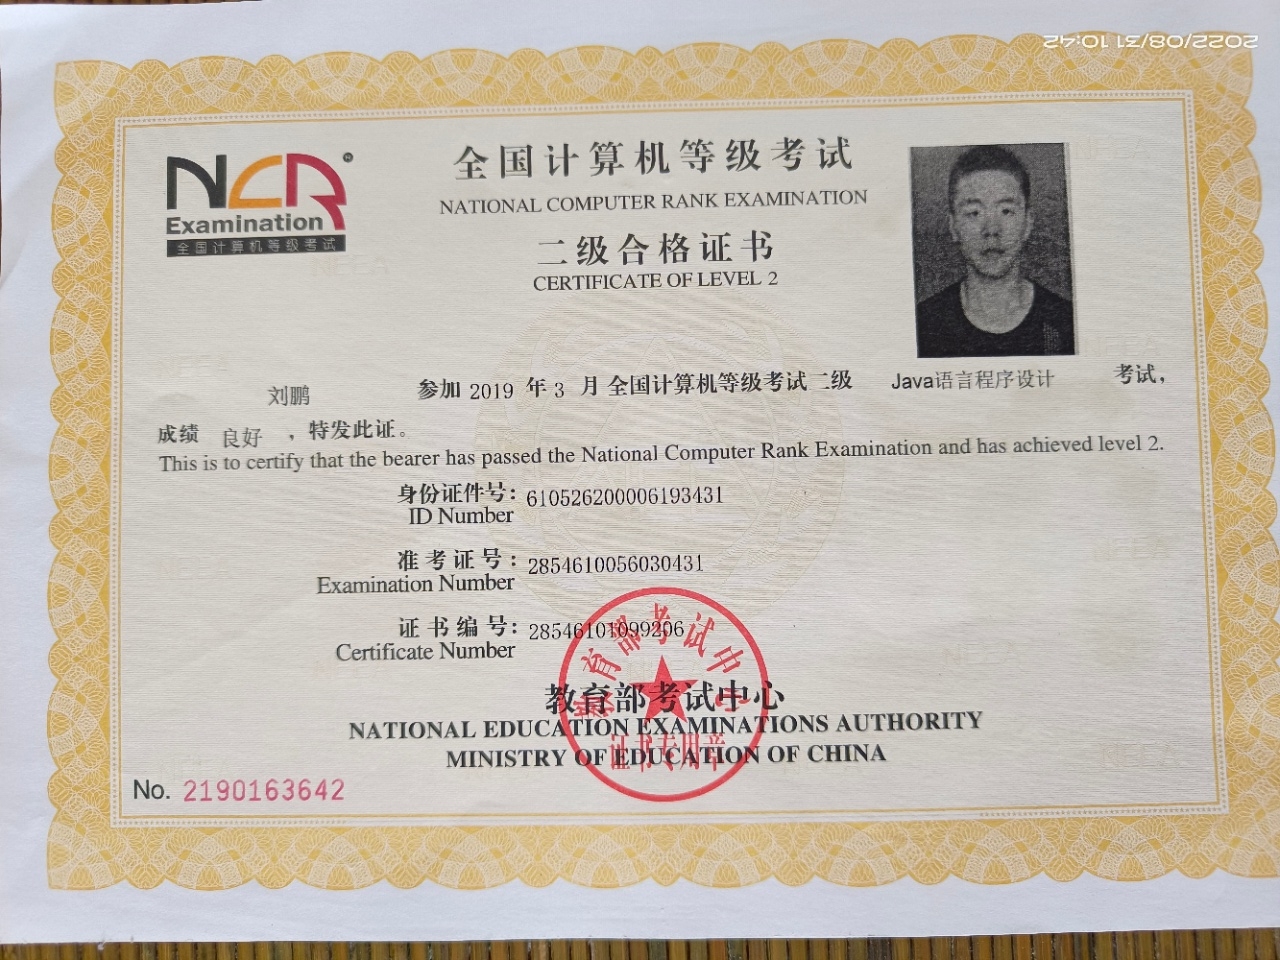 2022/08/31 10:42
NCR
Examination
全国计算机等级考试
全国计算机等级考试
NATIONAL COMPUTER RANK EXAMINATION
二级合格证书
CERTIFICATE OF LEVEL 2
刘鹏 参加 2019 年 3 月 全国计算机等级考试二级 Java语言程序设计 考试，
成绩 良好 ，特发此证。
This is to certify that the bearer has passed the National Computer Rank Examination and has achieved level 2.
身份证件号： 610526200006193431
ID Number
准考证号： 2854610056030431
Examination Number
证书编号： 28546101099206
Certificate Number
教育部考试中心
教育部考试中心
NATIONAL EDUCATION EXAMINATIONS AUTHORITY
证书专用章
MINISTRY OF EDUCATION OF CHINA
No. 2190163642